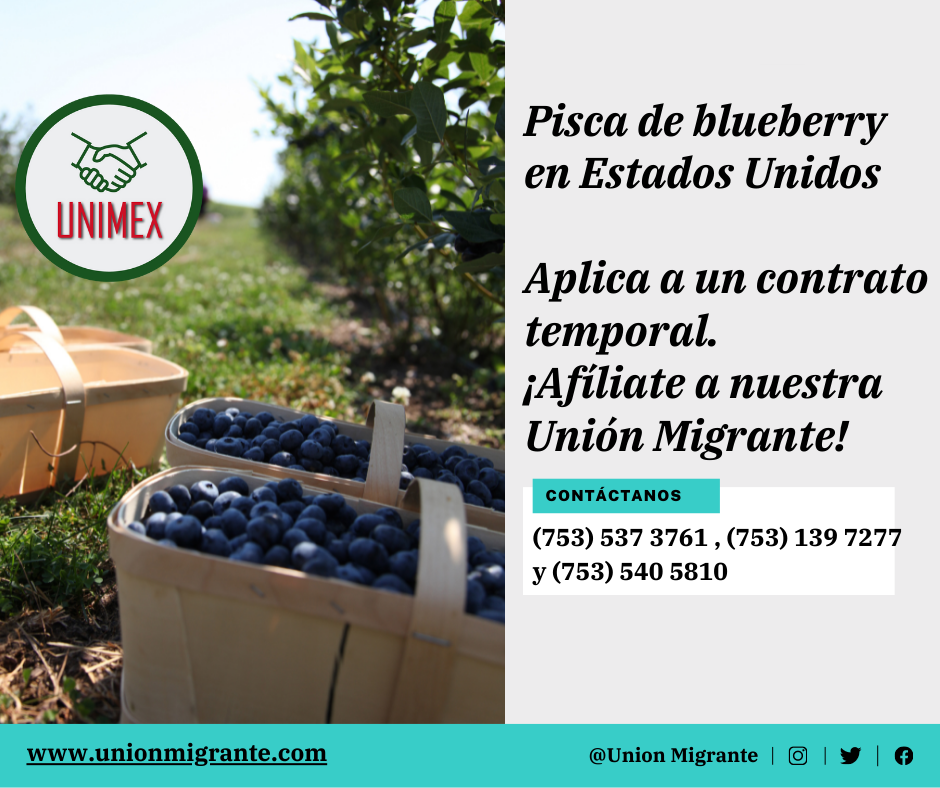 UNIMEX
Pisca de blueberry
en Estados Unidos
Aplica a un contrato
temporal.
¡Afíliate a nuestra
Unión Migrante!
CONTÁCTANOS
(753) 537 3761 , (753) 139 7277
y (753) 540 5810
www.unionmigrante.com
@Union Migrante | | |